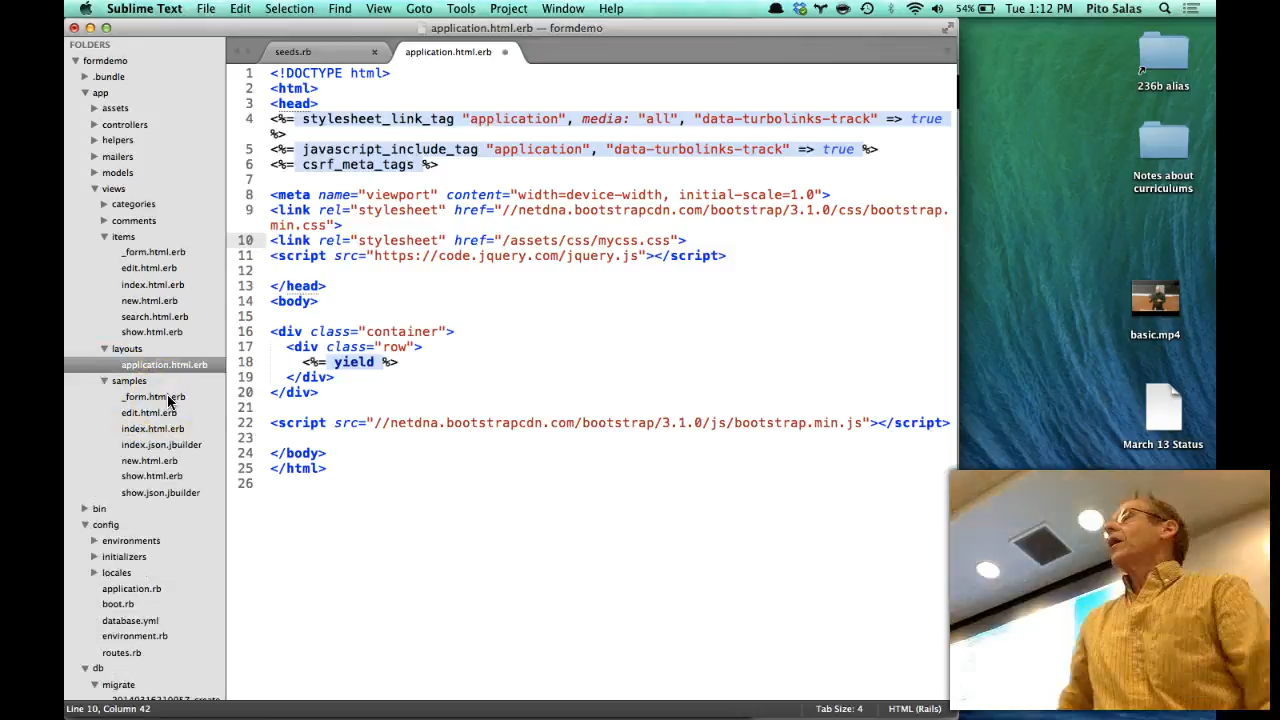 Sublime Text File Edit Selection Find View Goto Tools Project Window Help 54% Tue 1:12 PM Pito Salas
application.html.erb — formdemo
FOLDERS
formdemo
.bundle
app
assets
controllers
helpers
mailers
models
views
categories
comments
items
_form.html.erb
edit.html.erb
index.html.erb
new.html.erb
search.html.erb
show.html.erb
layouts
application.html.erb
samples
_form.html.erb
edit.html.erb
index.html.erb
index.json.jbuilder
new.html.erb
show.html.erb
show.json.jbuilder
bin
config
environments
initializers
locales
application.rb
boot.rb
database.yml
environment.rb
routes.rb
db
migrate
seeds.rb × application.html.erb
1 <!DOCTYPE html>
2 <html>
3 <head>
4 <%= stylesheet_link_tag "application", media: "all", "data-turbolinks-track" => true
%>
5 <%= javascript_include_tag "application", "data-turbolinks-track" => true %>
6 <%= csrf_meta_tags %>
7
8 <meta name="viewport" content="width=device-width, initial-scale=1.0">
9 <link rel="stylesheet" href="//netdna.bootstrapcdn.com/bootstrap/3.1.0/css/bootstrap.
min.css">
10 <link rel="stylesheet" href="/assets/css/mycss.css">
11 <script src="https://code.jquery.com/jquery.js"></script>
12
13 </head>
14 <body>
15
16 <div class="container">
17 <div class="row">
18 <%= yield %>
19 </div>
20 </div>
21
22 <script src="//netdna.bootstrapcdn.com/bootstrap/3.1.0/js/bootstrap.min.js"></script>
23
24 </body>
25 </html>
26
Line 10, Column 42 Tab Size: 4 HTML (Rails)
236b alias
Notes about
curriculums
basic.mp4
March 13 Status